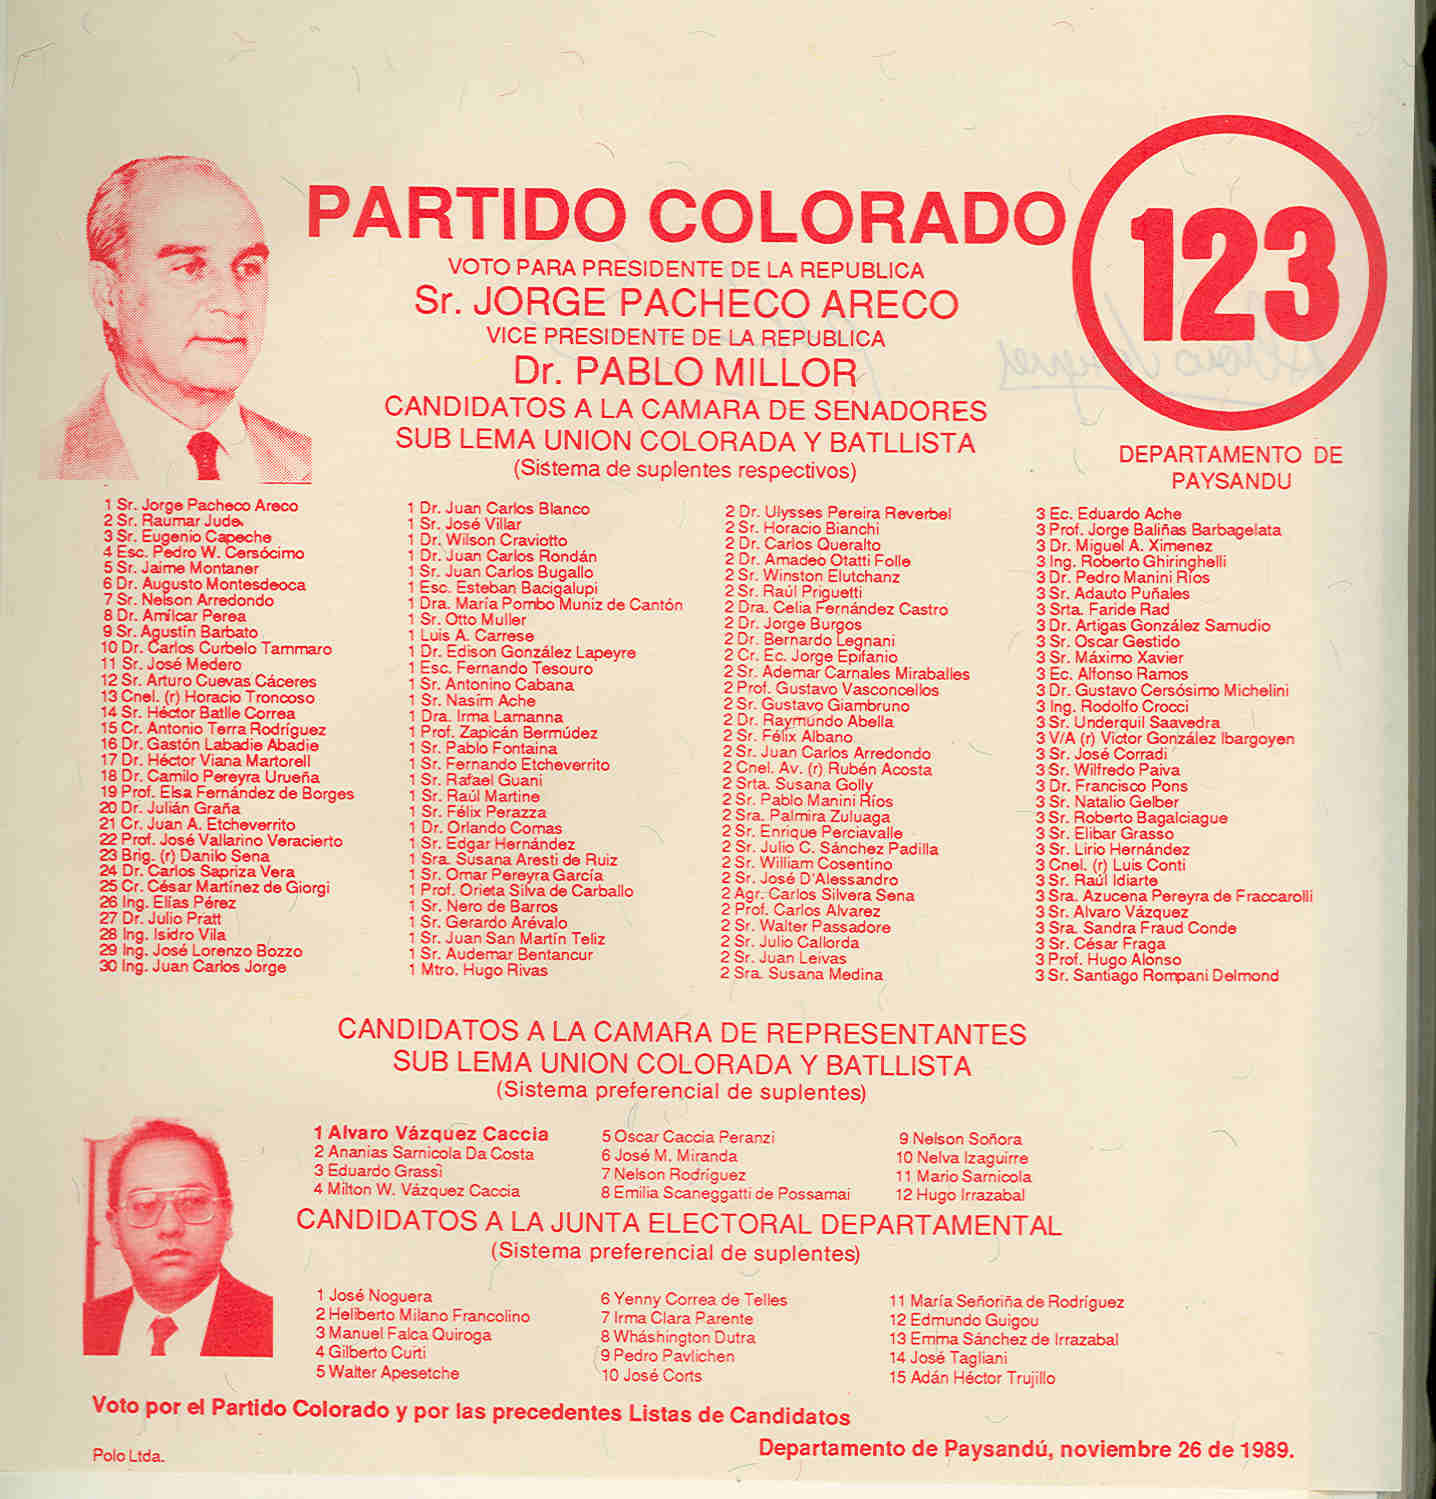 PARTIDO COLORADO
123
VOTO PARA PRESIDENTE DE LA REPUBLICA
Sr. JORGE PACHECO ARECO
VICE PRESIDENTE DE LA REPUBLICA
Dr. PABLO MILLOR
CANDIDATOS A LA CAMARA DE SENADORES
SUB LEMA UNION COLORADA Y BATLLISTA
(Sistema de suplentes respectivos)
DEPARTAMENTO DE
PAYSANDU
1 Sr. Jorge Pacheco Areco
2 Sr. Raumar Jude
3 Sr. Eugenio Capeche
4 Esc. Pedro W. Cersócimo
5 Sr. Jaime Montaner
6 Dr. Augusto Montesdeoca
7 Sr. Nelson Arredondo
8 Dr. Amílcar Perea
9 Sr. Agustín Barbato
10 Dr. Carlos Curbelo Tammaro
11 Sr. José Medero
12 Sr. Arturo Cuevas Cáceres
13 Cnel. (r) Horacio Troncoso
14 Sr. Héctor Batlle Correa
15 Cr. Antonio Terra Rodríguez
16 Dr. Gastón Labadie Abadie
17 Dr. Héctor Viana Martorell
18 Dr. Camilo Pereyra Urueña
19 Prof. Elsa Fernández de Borges
20 Dr. Julián Graña
21 Cr. Juan A. Etcheverrito
22 Prof. José Vallarino Veracierto
23 Brig. (r) Danilo Sena
24 Dr. Carlos Sapriza Vera
25 Cr. César Martínez de Giorgi
26 Ing. Elías Pérez
27 Dr. Julio Pratt
28 Ing. Isidro Vila
29 Ing. José Lorenzo Bozzo
30 Ing. Juan Carlos Jorge
1 Dr. Juan Carlos Blanco
1 Sr. José Villar
1 Dr. Wilson Craviotto
1 Dr. Juan Carlos Rondán
1 Sr. Juan Carlos Bugallo
1 Esc. Esteban Bacigalupi
1 Dra. María Pombo Muniz de Cantón
1 Sr. Otto Muller
1 Luis A. Carrese
1 Dr. Edison González Lapeyre
1 Esc. Fernando Tesouro
1 Sr. Antonino Cabana
1 Sr. Nasim Ache
1 Dra. Irma Lamanna
1 Prof. Zapicán Bermúdez
1 Sr. Pablo Fontaina
1 Sr. Fernando Etcheverrito
1 Sr. Rafael Guani
1 Sr. Raúl Martine
1 Sr. Félix Perazza
1 Dr. Orlando Comas
1 Sr. Edgar Hernández
1 Sra. Susana Aresti de Ruiz
1 Sr. Omar Pereyra García
1 Prof. Orieta Silva de Carballo
1 Sr. Nero de Barros
1 Sr. Gerardo Arévalo
1 Sr. Juan San Martín Teliz
1 Sr. Audemar Bentancur
1 Mtro. Hugo Rivas
2 Dr. Ulysses Pereira Reverbel
2 Sr. Horacio Bianchi
2 Dr. Carlos Queralto
2 Dr. Amadeo Otatti Folle
2 Sr. Winston Elutchanz
2 Sr. Raúl Priguetti
2 Dra. Celia Fernández Castro
2 Dr. Jorge Burgos
2 Dr. Bernardo Legnani
2 Cr. Ec. Jorge Epifanio
2 Sr. Ademar Carnales Miraballes
2 Prof. Gustavo Vasconcellos
2 Sr. Gustavo Giambruno
2 Dr. Raymundo Abella
2 Sr. Félix Albano
2 Sr. Juan Carlos Arredondo
2 Cnel. Av. (r) Rubén Acosta
2 Srta. Susana Golly
2 Sr. Pablo Manini Ríos
2 Sra. Palmira Zuluaga
2 Sr. Enrique Perciavalle
2 Sr. Julio C. Sánchez Padilla
2 Sr. William Cosentino
2 Sr. José D'Alessandro
2 Agr. Carlos Silvera Sena
2 Prof. Carlos Alvarez
2 Sr. Walter Passadore
2 Sr. Julio Callorda
2 Sr. Juan Leivas
2 Sra. Susana Medina
3 Ec. Eduardo Ache
3 Prof. Jorge Baliñas Barbagelata
3 Dr. Miguel A. Ximenez
3 Ing. Roberto Ghiringhelli
3 Dr. Pedro Manini Ríos
3 Sr. Adauto Puñales
3 Srta. Faride Rad
3 Dr. Artigas González Samudio
3 Sr. Oscar Gestido
3 Sr. Máximo Xavier
3 Ec. Alfonso Ramos
3 Dr. Gustavo Cersósimo Michelini
3 Ing. Rodolfo Crocci
3 Sr. Underquil Saavedra
3 V/A (r) Victor González Ibargoyen
3 Sr. José Corradi
3 Sr. Wilfredo Paiva
3 Dr. Francisco Pons
3 Sr. Natalio Gelber
3 Sr. Roberto Bagalciague
3 Sr. Elibar Grasso
3 Sr. Lirio Hernández
3 Cnel. (r) Luis Conti
3 Sr. Raúl Idiarte
3 Sra. Azucena Pereyra de Fraccarolli
3 Sr. Alvaro Vázquez
3 Sra. Sandra Fraud Conde
3 Sr. César Fraga
3 Prof. Hugo Alonso
3 Sr. Santiago Rompani Delmond
CANDIDATOS A LA CAMARA DE REPRESENTANTES
SUB LEMA UNION COLORADA Y BATLLISTA
(Sistema preferencial de suplentes)
1 Alvaro Vázquez Caccia
2 Ananias Sarnicola Da Costa
3 Eduardo Grassi
4 Milton W. Vázquez Caccia
5 Oscar Caccia Peranzi
6 José M. Miranda
7 Nelson Rodríguez
8 Emilia Scaneggatti de Possamai
9 Nelson Soñora
10 Nelva Izaguirre
11 Mario Sarnicola
12 Hugo Irrazabal
CANDIDATOS A LA JUNTA ELECTORAL DEPARTAMENTAL
(Sistema preferencial de suplentes)
1 José Noguera
2 Heliberto Milano Francolino
3 Manuel Falca Quiroga
4 Gilberto Curti
5 Walter Apesetche
6 Yenny Correa de Telles
7 Irma Clara Parente
8 Wháshington Dutra
9 Pedro Pavlichen
10 José Corts
11 María Señoriña de Rodríguez
12 Edmundo Guigou
13 Emma Sánchez de Irrazabal
14 José Tagliani
15 Adán Héctor Trujillo
Voto por el Partido Colorado y por las precedentes Listas de Candidatos
Departamento de Paysandú, noviembre 26 de 1989.
Polo Ltda.